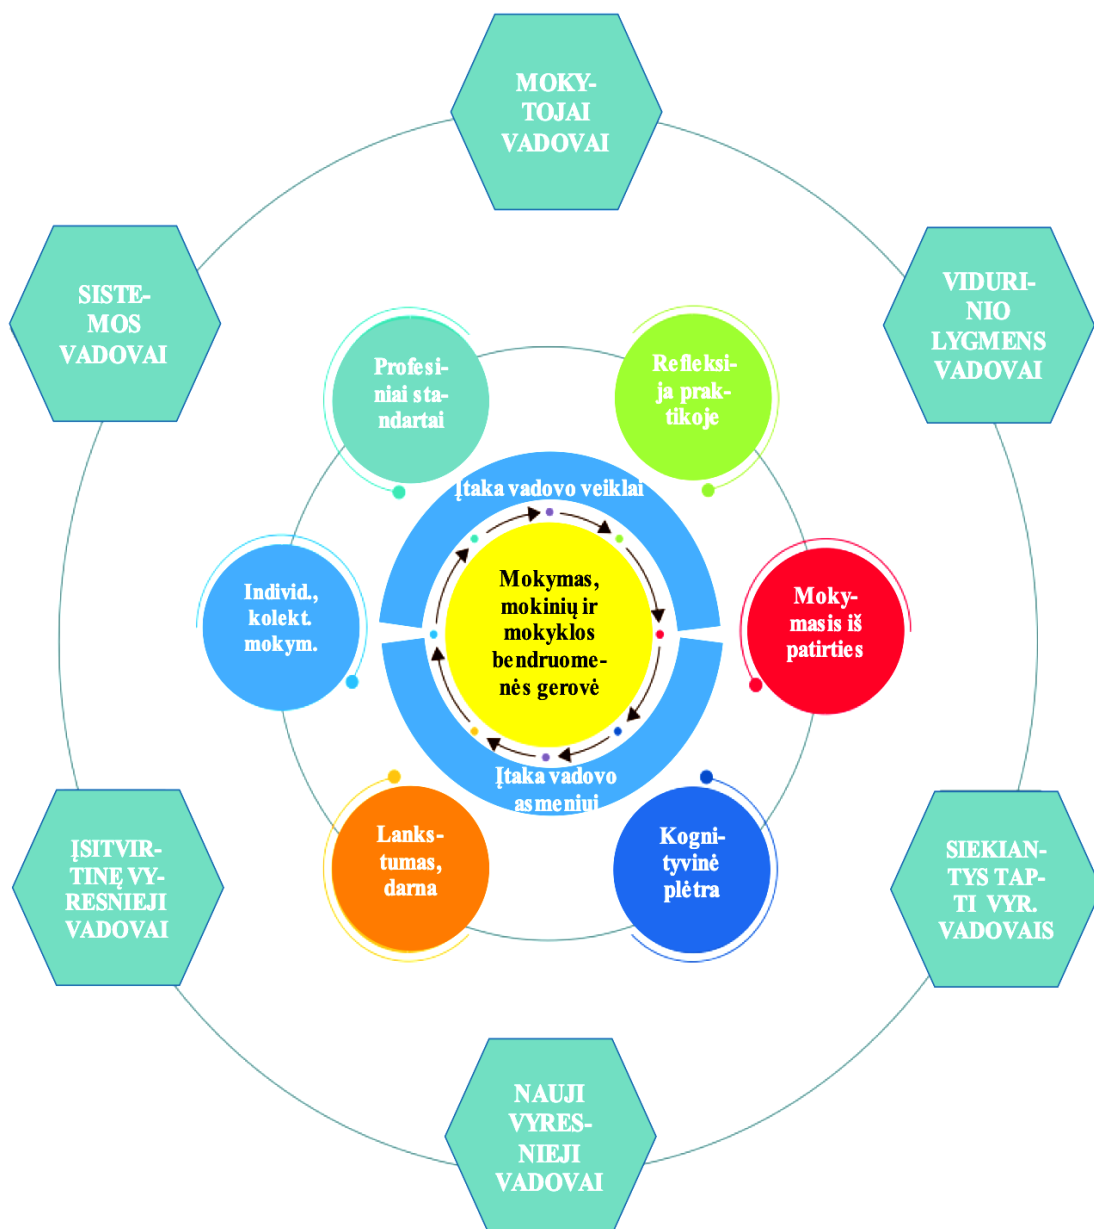 MOKY-
TOJAI
VADOVAI
SISTE-
MOS
VADOVAI
VIDURI-
NIO
LYGMENS
VADOVAI
Profesi-
niai sta-
ndartai
Refleksi-
ja prak-
tikoje
Įtaka vadovo veiklai
Individ.,
kolekt.
mokym.
Mokymas,
mokinių ir
mokyklos
bendruome-
nės gerovė
Moky-
masis iš
patirties
Įtaka vadovo
asmeniui
Lanks-
tumas,
darna
Kogni-
tyvinė
plėtra
ĮSITVIR-
TINĘ VY-
RESNIEJI
VADOVAI
SIEKIAN-
TYS TAP-
TI VYR.
VADOVAIS
NAUJI
VYRES-
NIEJI
VADOVAI